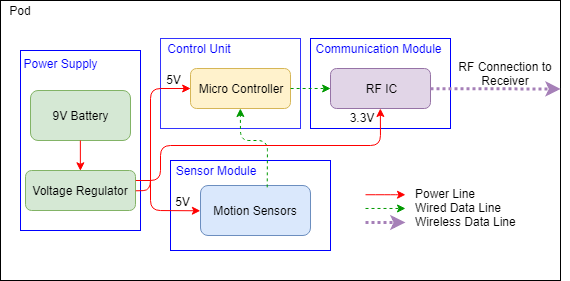 Pod
Control Unit
Communication Module
Power Supply
5V
Micro Controller
RF IC
RF Connection to
Receiver
9V Battery
3.3V
Sensor Module
Voltage Regulator
5V
Motion Sensors
Power Line
Wired Data Line
Wireless Data Line